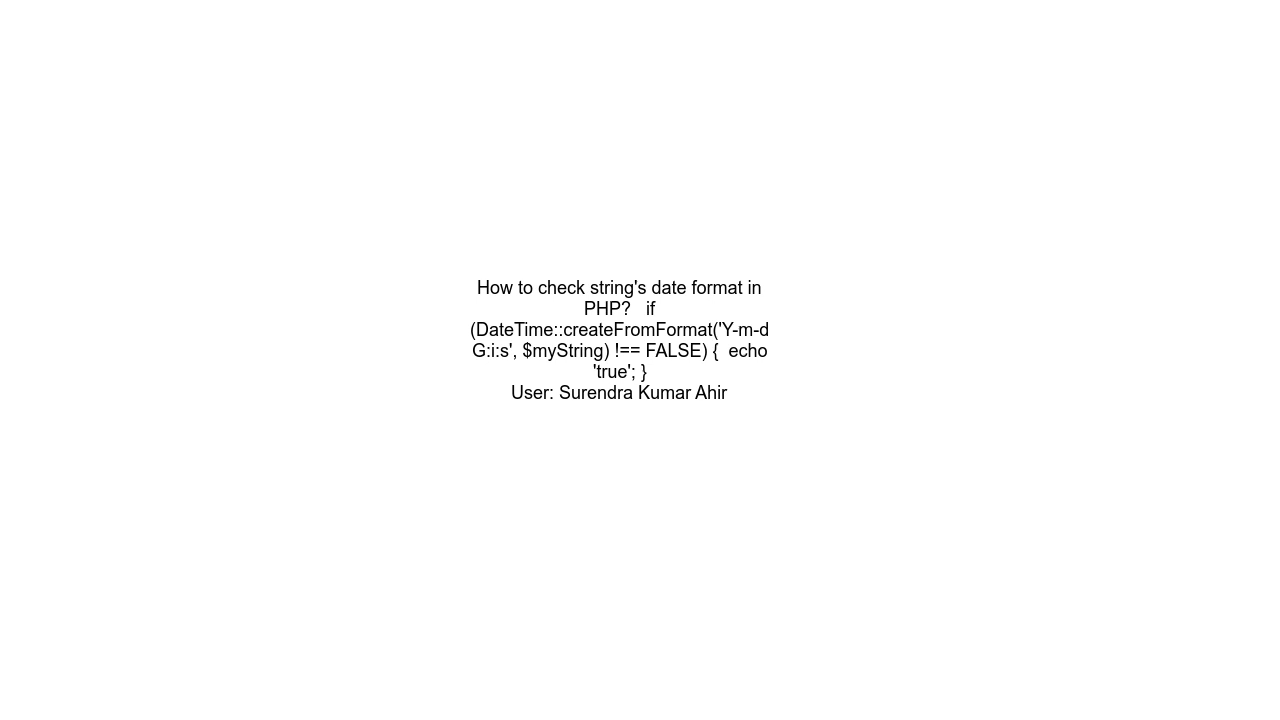 How to check string's date format in
PHP?   if
(DateTime::createFromFormat('Y-m-d
G:i:s', $myString) !== FALSE) {  echo
'true'; }
User: Surendra Kumar Ahir